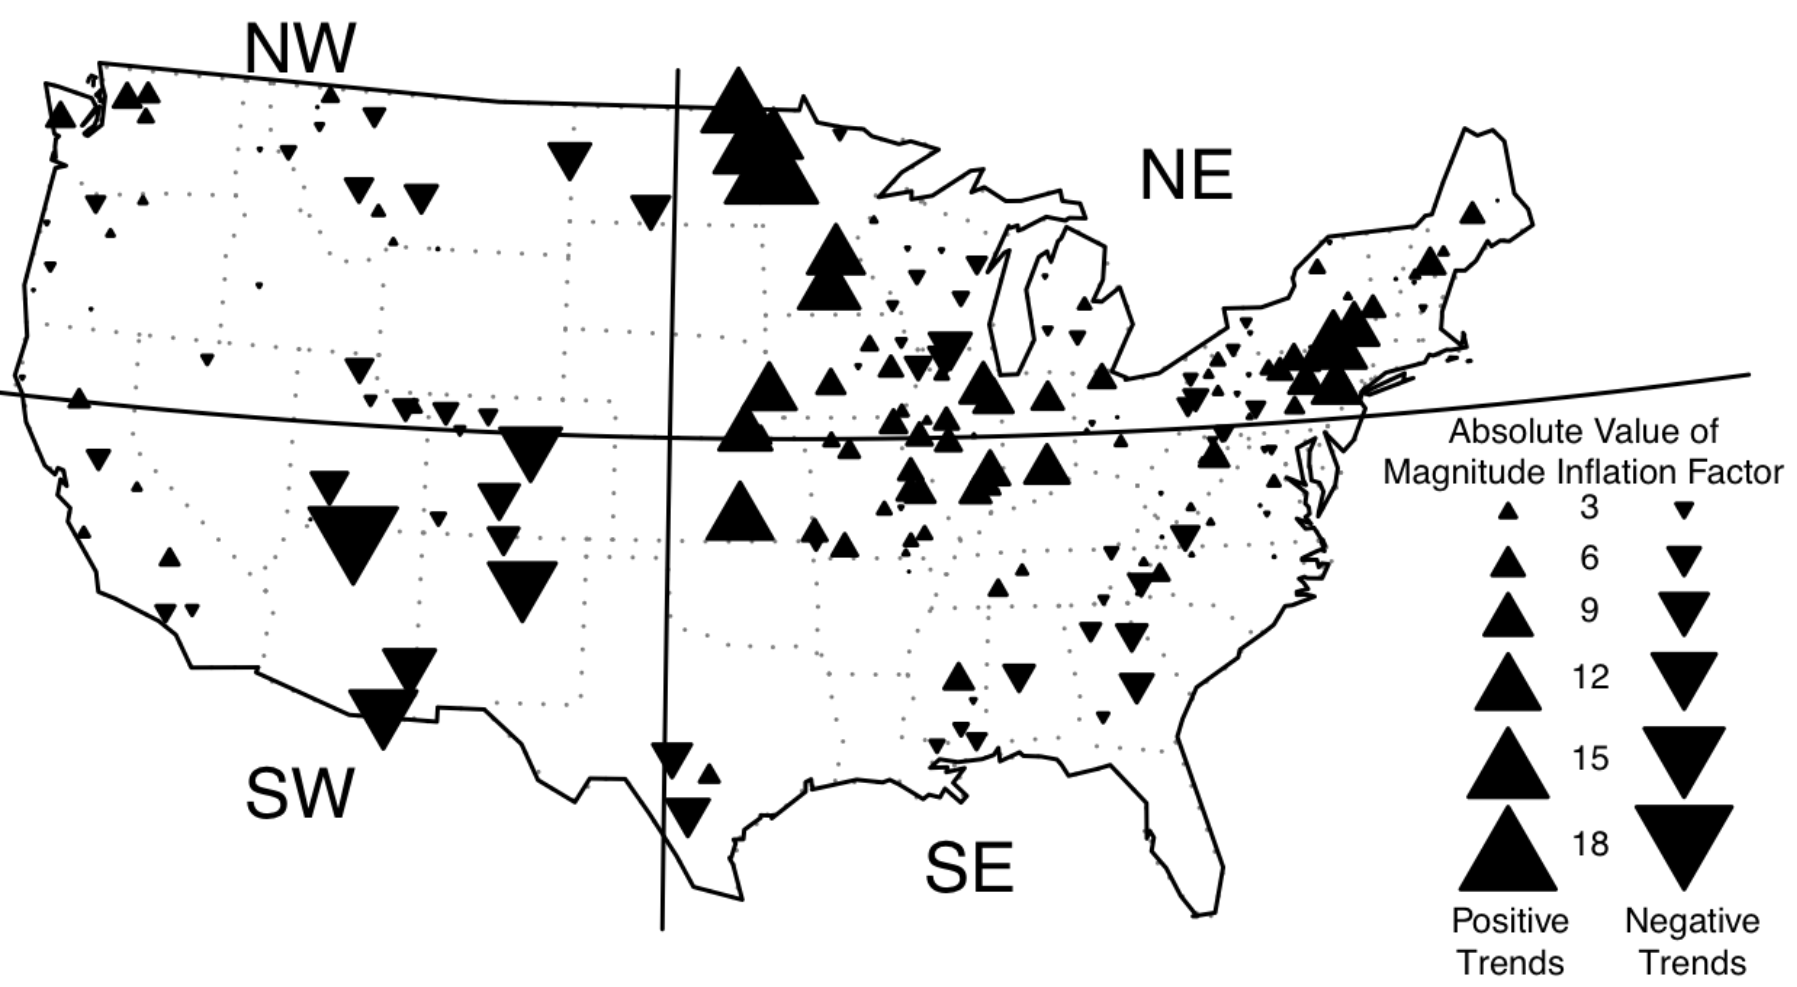 NW
NE
SW
SE
Absolute Value of
Magnitude Inflation Factor
3
6
9
12
15
18
Positive Negative
Trends Trends